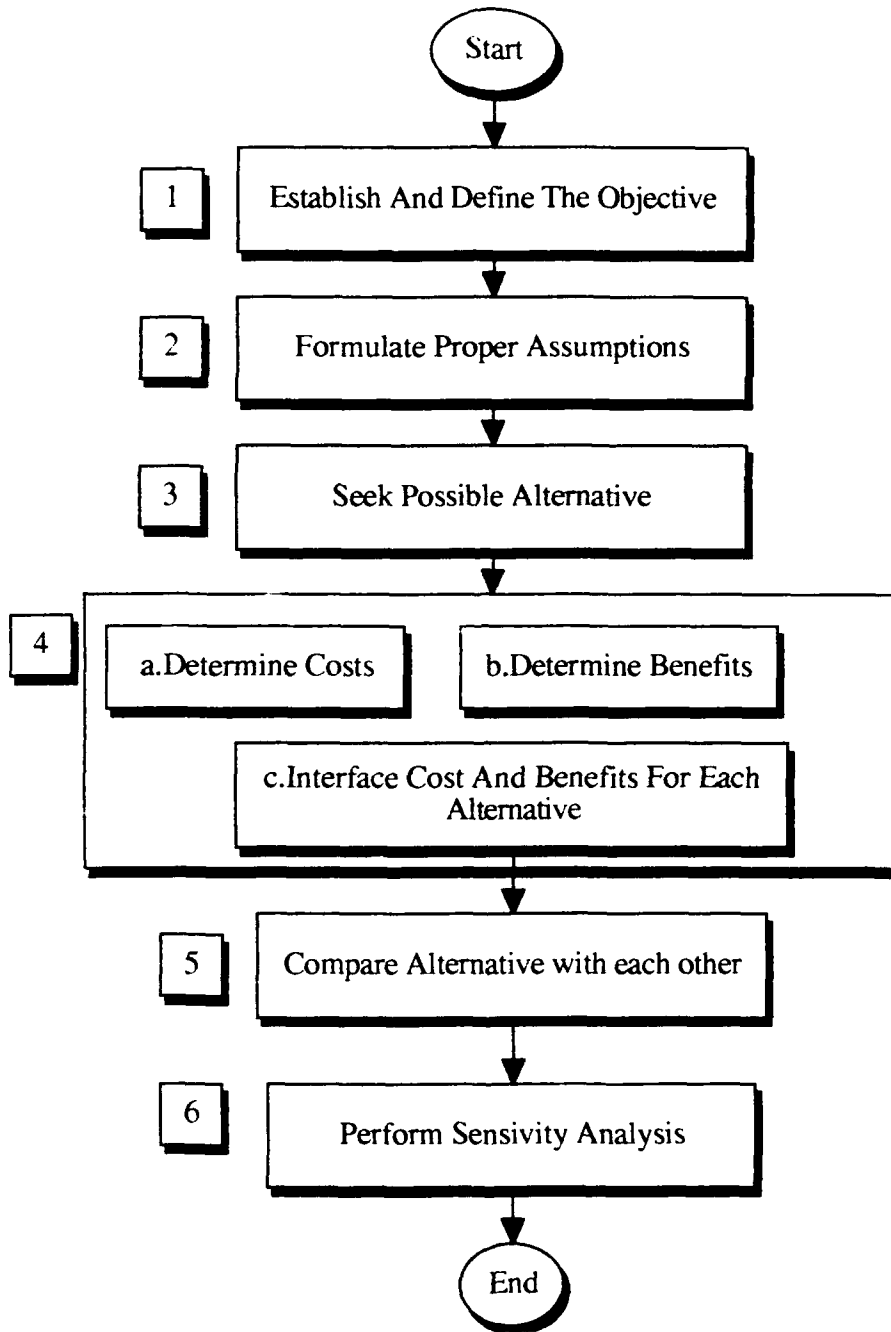 Start
1
Establish And Define The Objective
2
Formulate Proper Assumptions
3
Seek Possible Alternative
4
a.Determine Costs
b.Determine Benefits
c.Interface Cost And Benefits For Each
Alternative
5
Compare Alternative with each other
6
Perform Sensivity Analysis
End